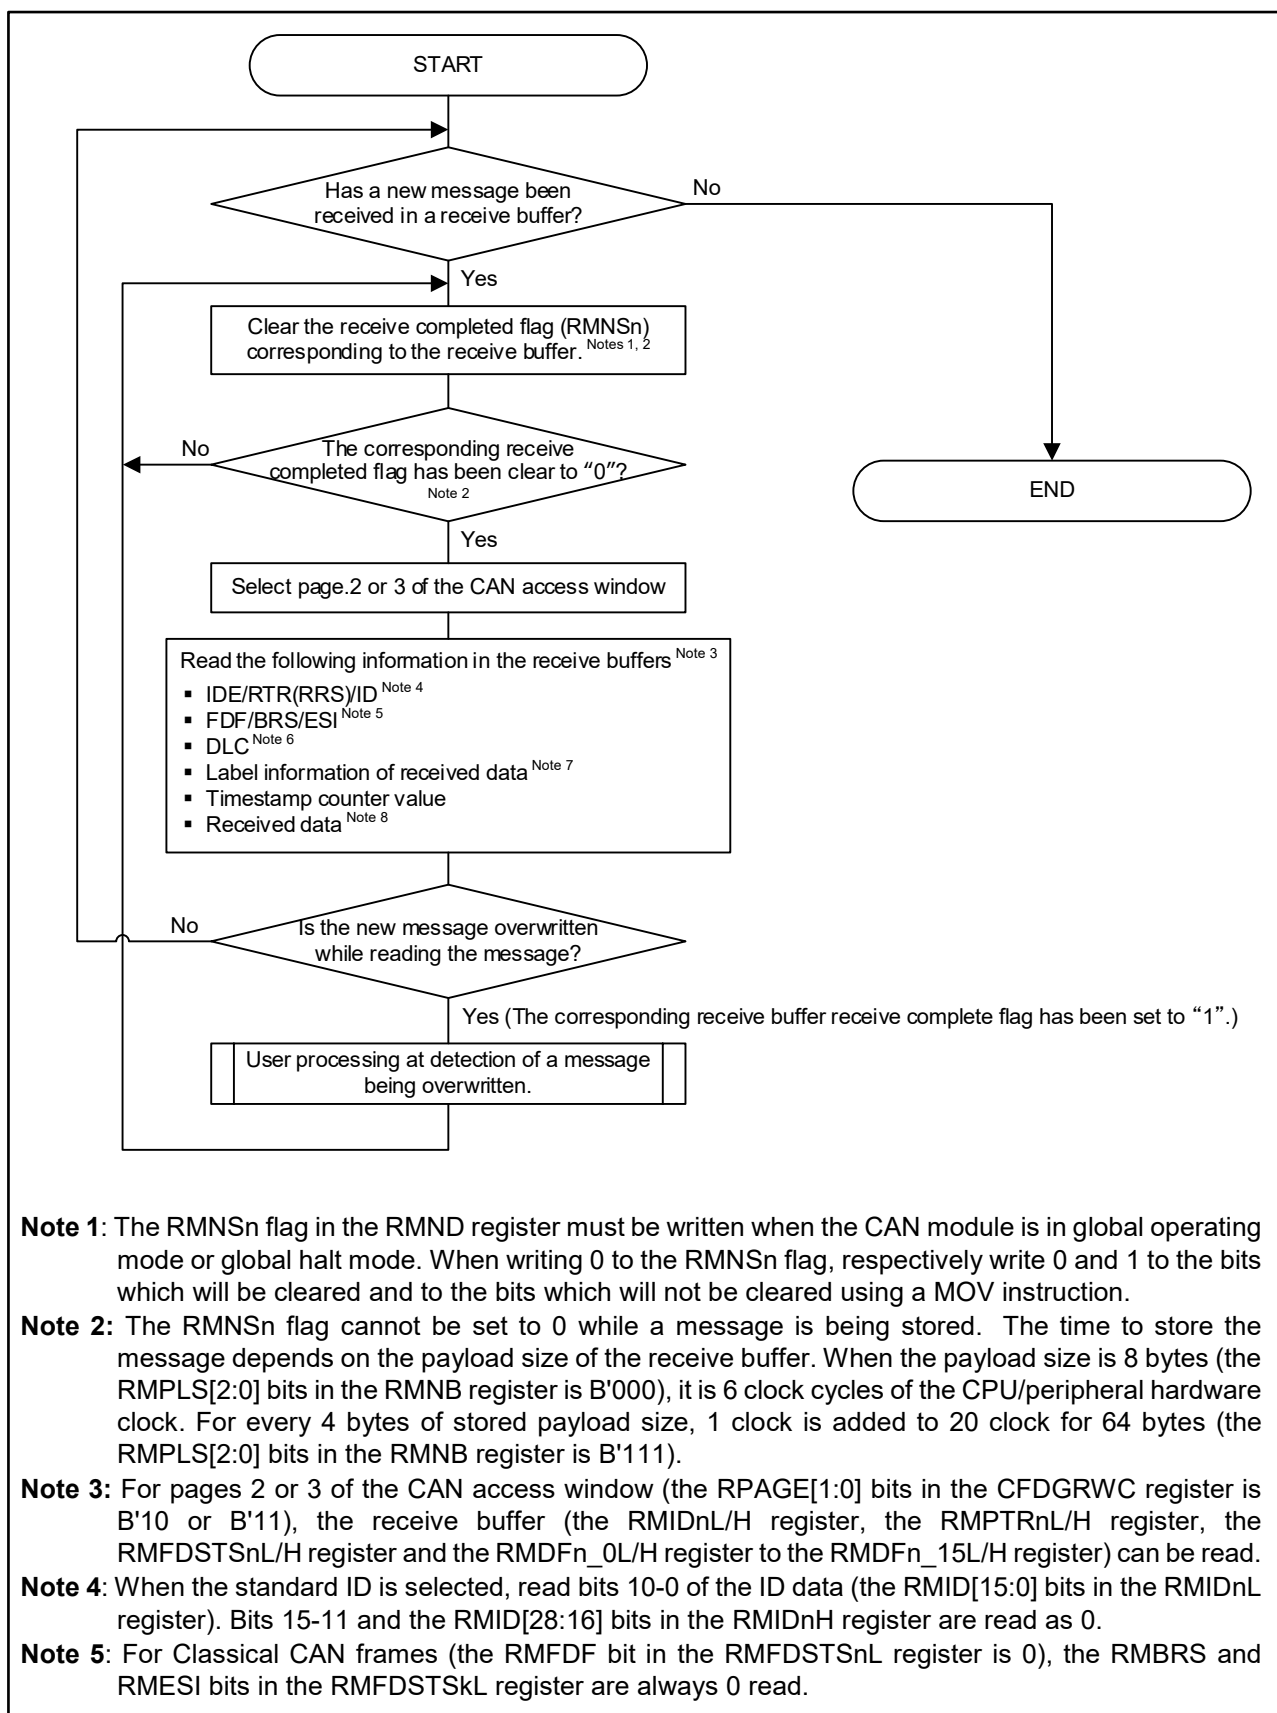 START
Has a new message been
received in a receive buffer?
No
Yes
Clear the receive completed flag (RMNSn)
corresponding to the receive buffer. Notes 1, 2
No
The corresponding receive
completed flag has been clear to “0”?
Note 2
END
Yes
Select page.2 or 3 of the CAN access window
Read the following information in the receive buffers Note 3
▪ IDE/RTR(RRS)/ID Note 4
▪ FDF/BRS/ESI Note 5
▪ DLC Note 6
▪ Label information of received data Note 7
▪ Timestamp counter value
▪ Received data Note 8
No
Is the new message overwritten
while reading the message?
Yes (The corresponding receive buffer receive complete flag has been set to “1”.)
User processing at detection of a message
being overwritten.
Note 1: The RMNSn flag in the RMND register must be written when the CAN module is in global operating
mode or global halt mode. When writing 0 to the RMNSn flag, respectively write 0 and 1 to the bits
which will be cleared and to the bits which will not be cleared using a MOV instruction.
Note 2: The RMNSn flag cannot be set to 0 while a message is being stored. The time to store the
message depends on the payload size of the receive buffer. When the payload size is 8 bytes (the
RMPLS[2:0] bits in the RMNB register is B'000), it is 6 clock cycles of the CPU/peripheral hardware
clock. For every 4 bytes of stored payload size, 1 clock is added to 20 clock for 64 bytes (the
RMPLS[2:0] bits in the RMNB register is B'111).
Note 3: For pages 2 or 3 of the CAN access window (the RPAGE[1:0] bits in the CFDGRWC register is
B'10 or B'11), the receive buffer (the RMIDnL/H register, the RMPTRnL/H register, the
RMFDSTSnL/H register and the RMDFn_0L/H register to the RMDFn_15L/H register) can be read.
Note 4: When the standard ID is selected, read bits 10-0 of the ID data (the RMID[15:0] bits in the RMIDnL
register). Bits 15-11 and the RMID[28:16] bits in the RMIDnH register are read as 0.
Note 5: For Classical CAN frames (the RMFDF bit in the RMFDSTSnL register is 0), the RMBRS and
RMESI bits in the RMFDSTSkL register are always 0 read.